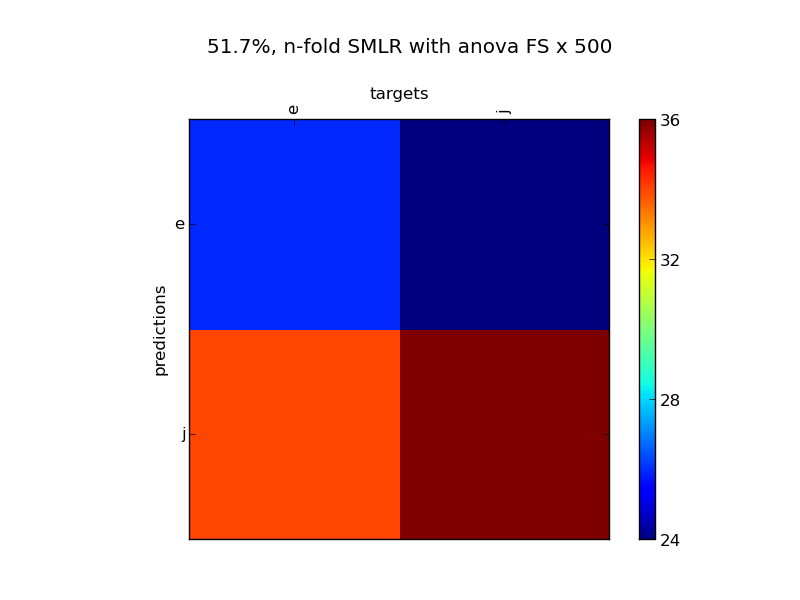 51.7%, n-fold SMLR with anova FS x 500
targets
e
j
36
e
32
predictions
28
j
24